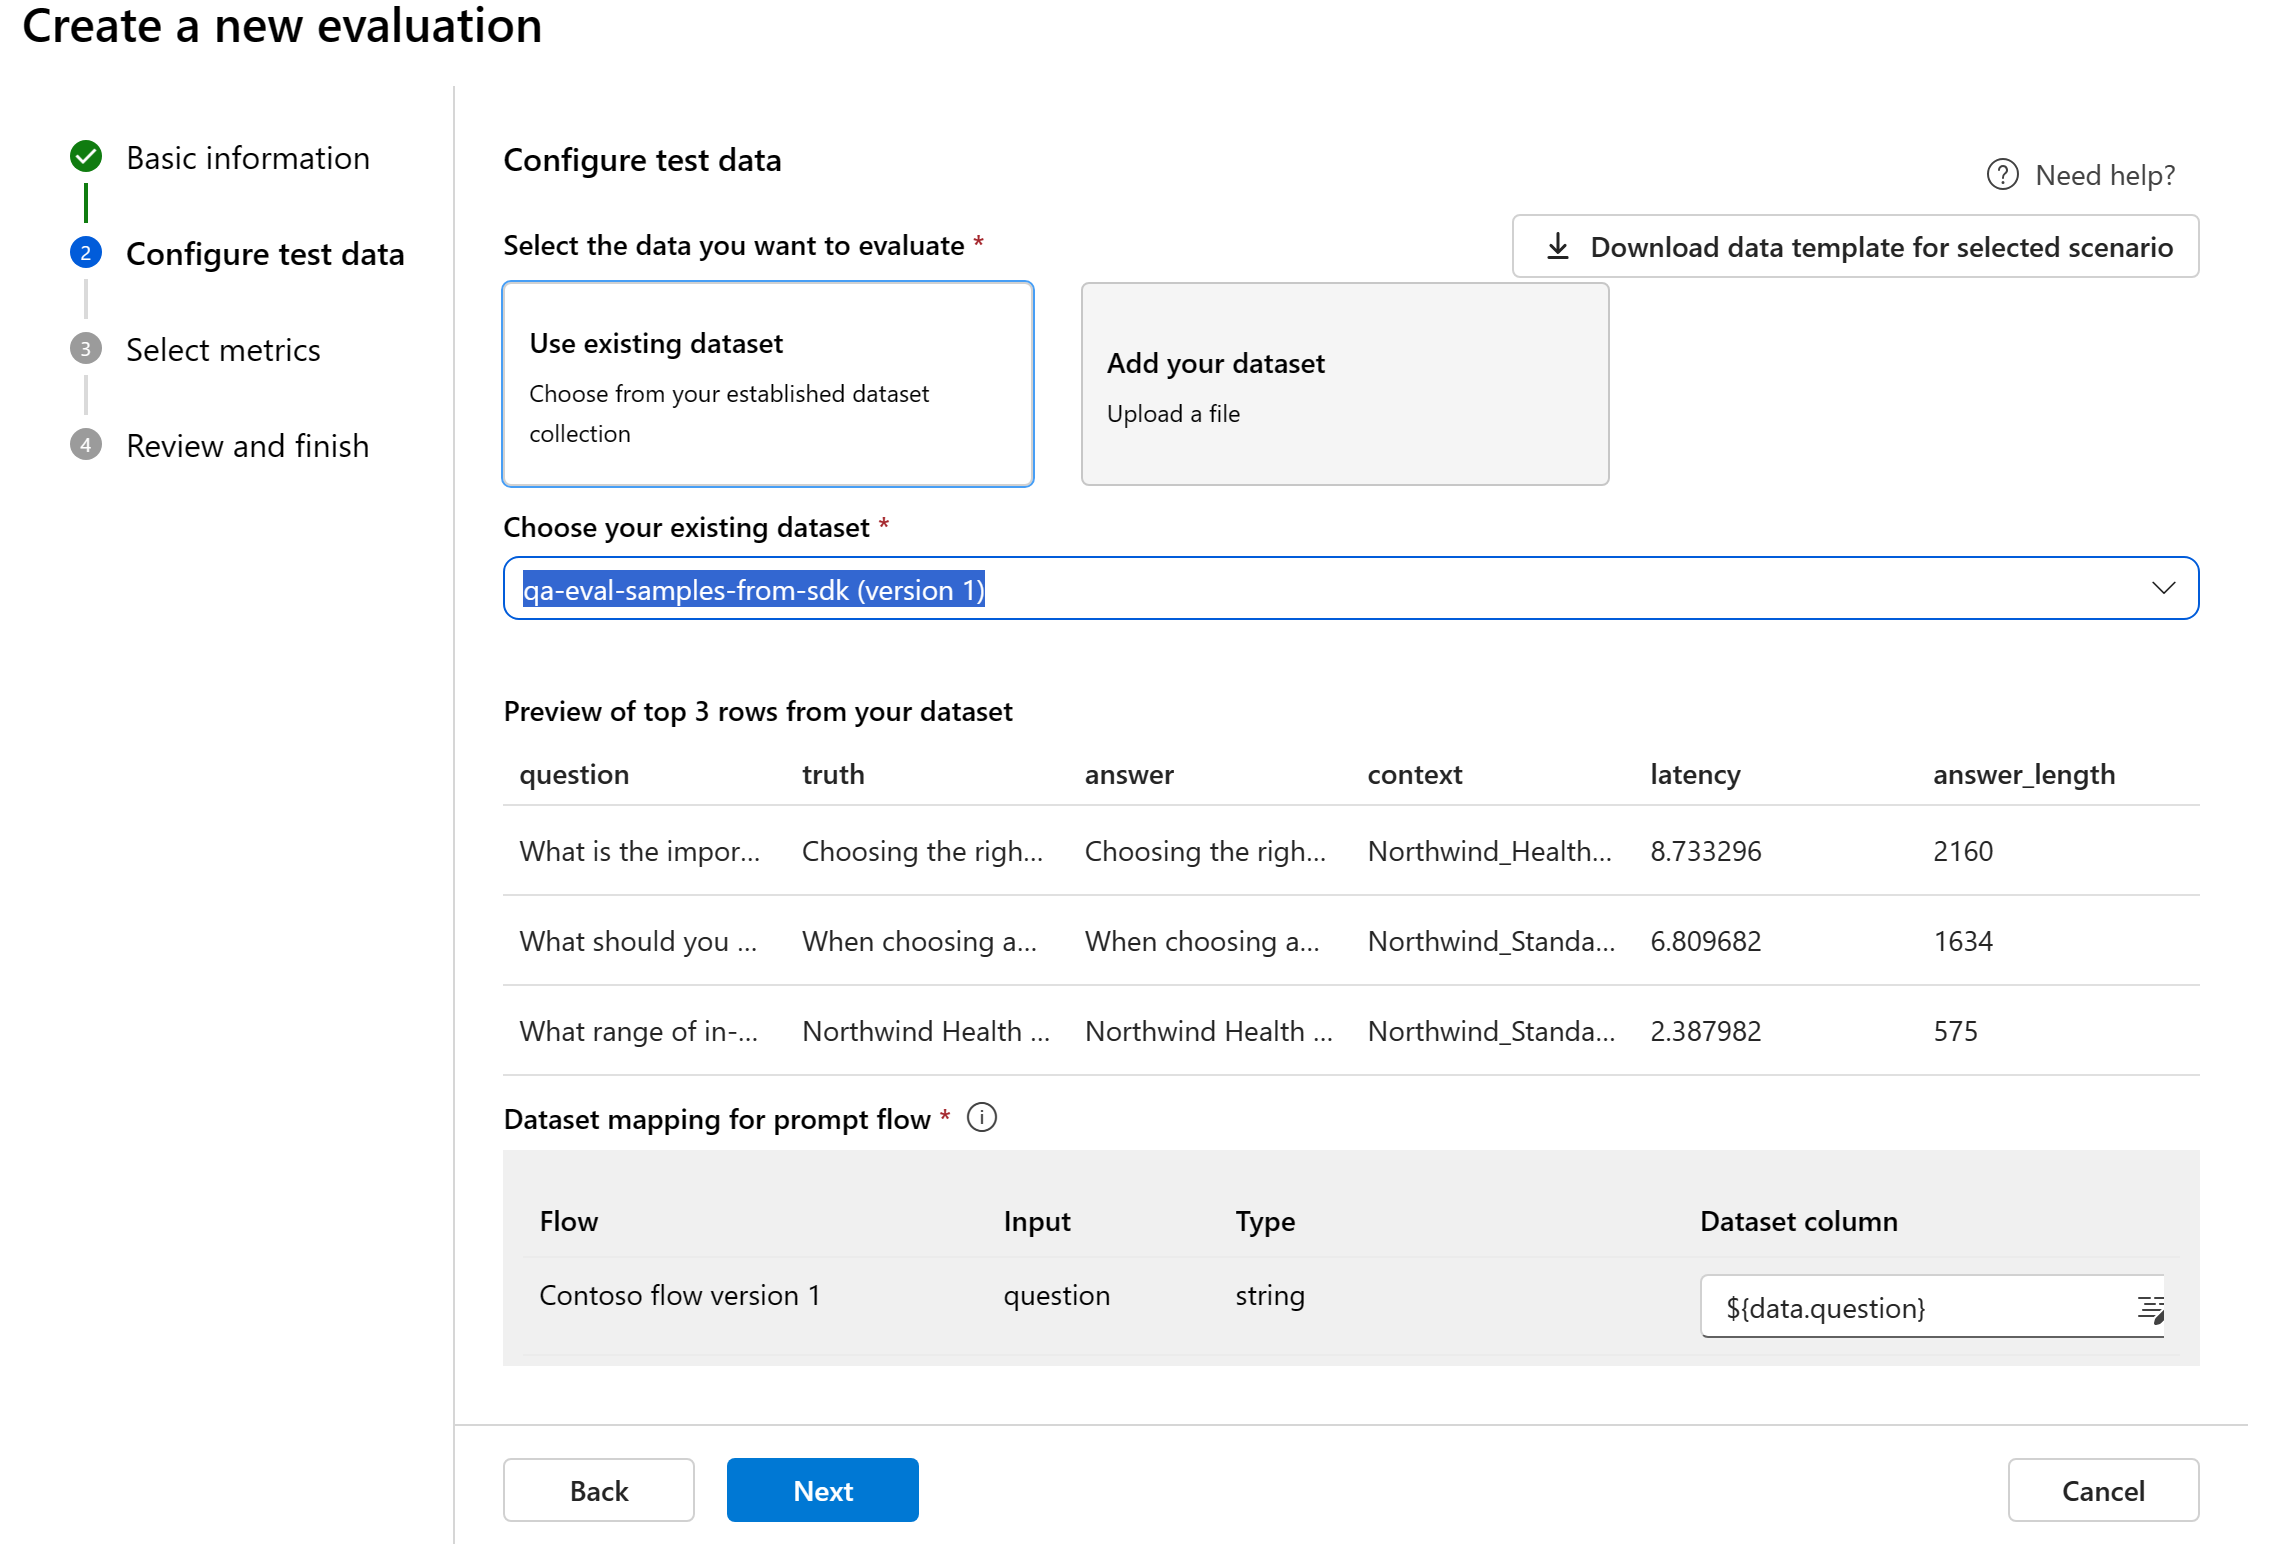 Create a new evaluation
Basic information
2 Configure test data
3 Select metrics
4 Review and finish
Configure test data
? Need help?
Select the data you want to evaluate *
Download data template for selected scenario
Use existing dataset
Choose from your established dataset
collection
Add your dataset
Upload a file
Choose your existing dataset *
qa-eval-samples-from-sdk (version 1)
Preview of top 3 rows from your dataset
question truth answer context latency answer_length
What is the impor... Choosing the righ... Choosing the righ... Northwind_Health... 8.733296 2160
What should you ... When choosing a... When choosing a... Northwind_Standa... 6.809682 1634
What range of in-... Northwind Health ... Northwind Health ... Northwind_Standa... 2.387982 575
Dataset mapping for prompt flow * i
Flow Input Type Dataset column
Contoso flow version 1 question string ${data.question}
Back Next Cancel